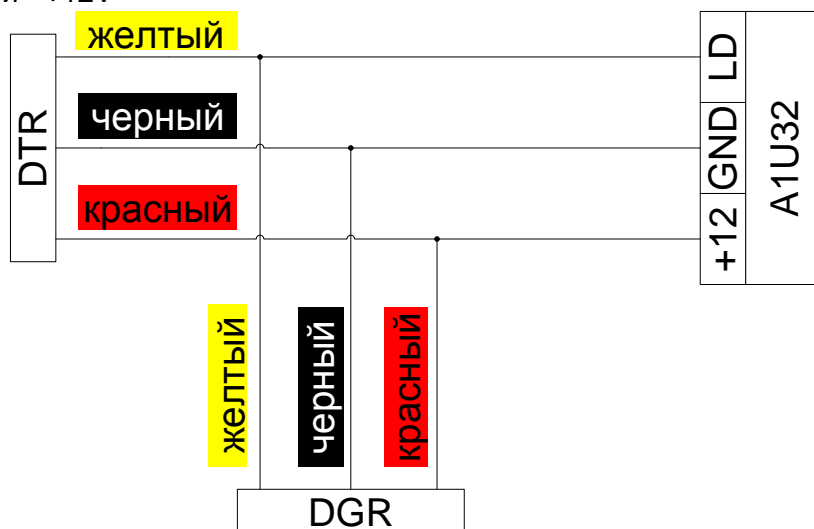 желтый
LD
черный
DTR
GND
A1U32
красный
+12
желтый
черный
красный
DGR